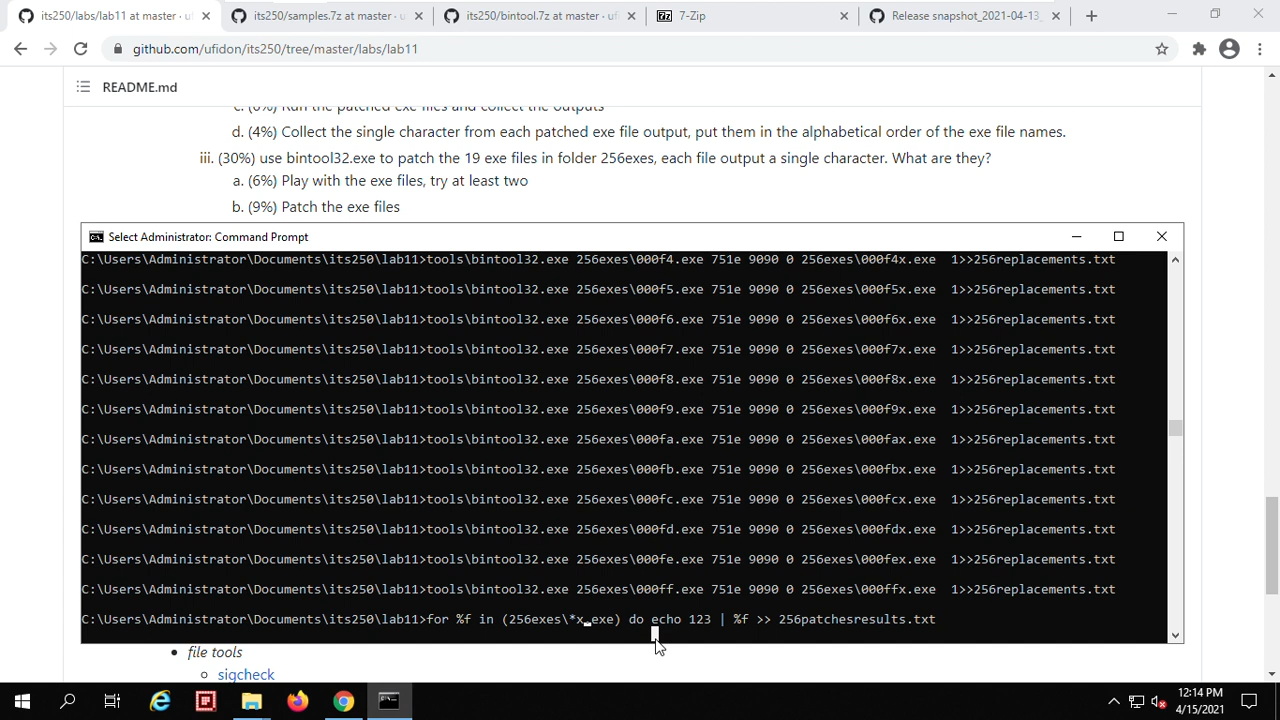 its250/labs/lab11 at master · u
its250/samples.7z at master · u
its250/bintool.7z at master · ufi
7-Zip
Release snapshot_2021-04-13_
github.com/ufidon/its250/tree/master/labs/lab11
README.md
c. (6%) Run the patched exe files and collect the outputs
d. (4%) Collect the single character from each patched exe file output, put them in the alphabetical order of the exe file names.
iii. (30%) use bintool32.exe to patch the 19 exe files in folder 256exes, each file output a single character. What are they?
a. (6%) Play with the exe files, try at least two
b. (9%) Patch the exe files
Select Administrator: Command Prompt
C:\Users\Administrator\Documents\its250\lab11>tools\bintool32.exe 256exes\000f4.exe 751e 9090 0 256exes\000f4x.exe  1>>256replacements.txt
C:\Users\Administrator\Documents\its250\lab11>tools\bintool32.exe 256exes\000f5.exe 751e 9090 0 256exes\000f5x.exe  1>>256replacements.txt
C:\Users\Administrator\Documents\its250\lab11>tools\bintool32.exe 256exes\000f6.exe 751e 9090 0 256exes\000f6x.exe  1>>256replacements.txt
C:\Users\Administrator\Documents\its250\lab11>tools\bintool32.exe 256exes\000f7.exe 751e 9090 0 256exes\000f7x.exe  1>>256replacements.txt
C:\Users\Administrator\Documents\its250\lab11>tools\bintool32.exe 256exes\000f8.exe 751e 9090 0 256exes\000f8x.exe  1>>256replacements.txt
C:\Users\Administrator\Documents\its250\lab11>tools\bintool32.exe 256exes\000f9.exe 751e 9090 0 256exes\000f9x.exe  1>>256replacements.txt
C:\Users\Administrator\Documents\its250\lab11>tools\bintool32.exe 256exes\000fa.exe 751e 9090 0 256exes\000fax.exe  1>>256replacements.txt
C:\Users\Administrator\Documents\its250\lab11>tools\bintool32.exe 256exes\000fb.exe 751e 9090 0 256exes\000fbx.exe  1>>256replacements.txt
C:\Users\Administrator\Documents\its250\lab11>tools\bintool32.exe 256exes\000fc.exe 751e 9090 0 256exes\000fcx.exe  1>>256replacements.txt
C:\Users\Administrator\Documents\its250\lab11>tools\bintool32.exe 256exes\000fd.exe 751e 9090 0 256exes\000fdx.exe  1>>256replacements.txt
C:\Users\Administrator\Documents\its250\lab11>tools\bintool32.exe 256exes\000fe.exe 751e 9090 0 256exes\000fex.exe  1>>256replacements.txt
C:\Users\Administrator\Documents\its250\lab11>tools\bintool32.exe 256exes\000ff.exe 751e 9090 0 256exes\000ffx.exe  1>>256replacements.txt
C:\Users\Administrator\Documents\its250\lab11>for %f in (256exes\*x.exe) do echo 123 | %f >> 256patchesresults.txt
file tools
sigcheck
12:14 PM
4/15/2021